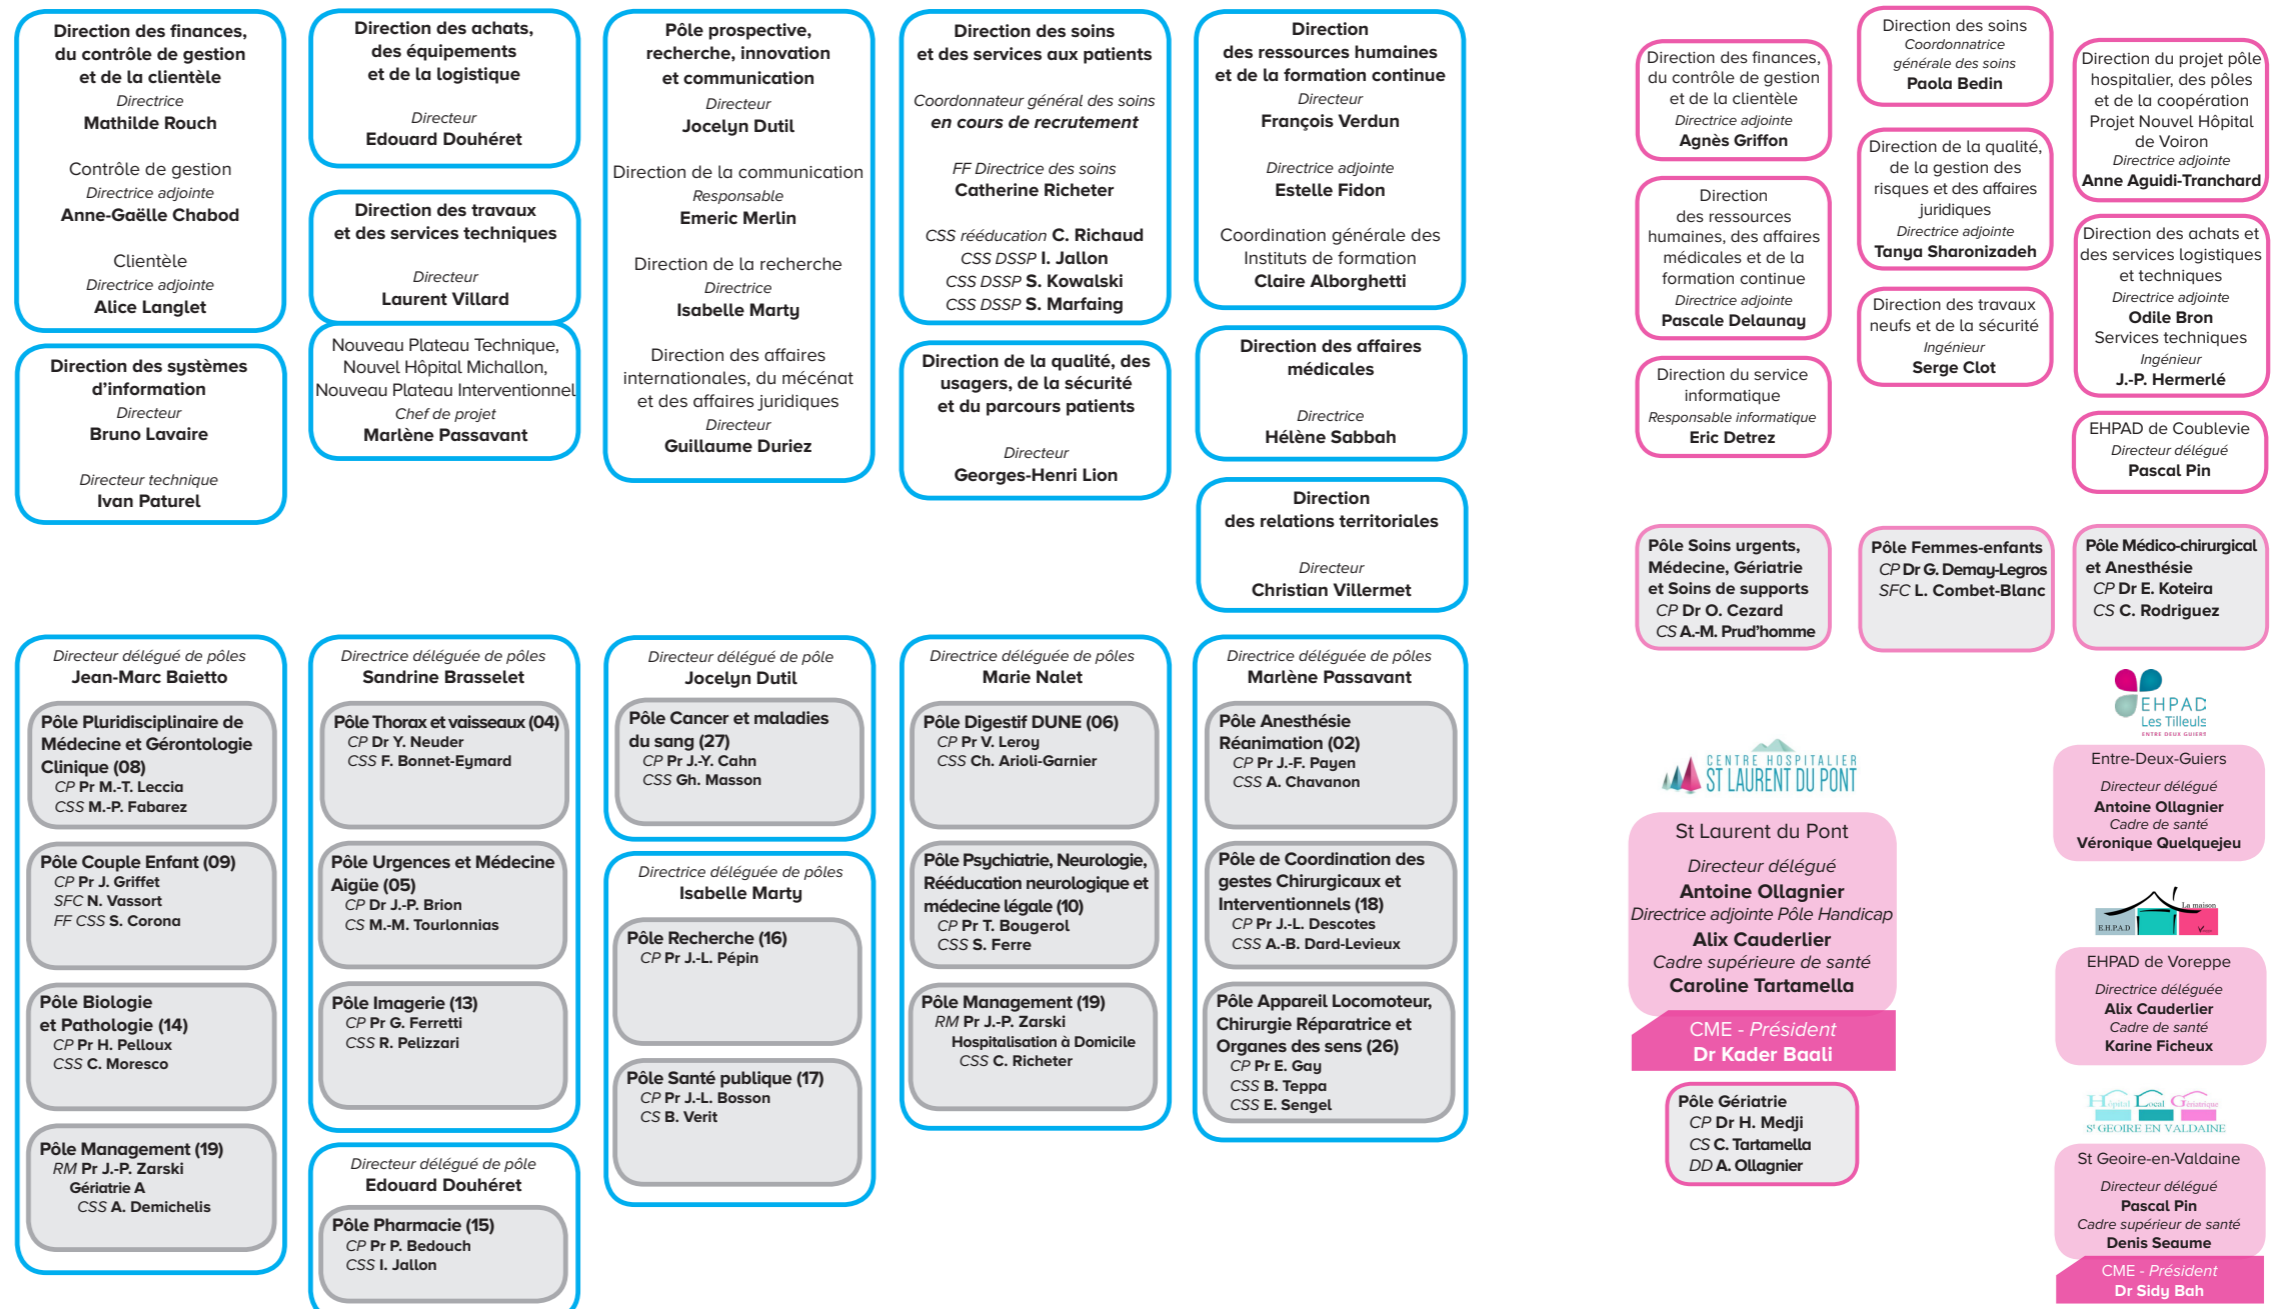 Direction des finances,
du contrôle de gestion
et de la clientèle
Directrice
Mathilde Rouch
Contrôle de gestion
Directrice adjointe
Anne-Gaëlle Chabod
Clientèle
Directrice adjointe
Alice Langlet
Direction des systèmes
d'information
Directeur
Bruno Lavaire
Directeur technique
Ivan Paturel
Direction des achats,
des équipements
et de la logistique
Directeur
Edouard Douhéret
Direction des travaux
et des services techniques
Directeur
Laurent Villard
Nouveau Plateau Technique,
Nouvel Hôpital Michallon,
Nouveau Plateau Interventionnel
Chef de projet
Marlène Passavant
Pôle prospective,
recherche, innovation
et communication
Directeur
Jocelyn Dutil
Direction de la communication
Responsable
Emeric Merlin
Direction de la recherche
Directrice
Isabelle Marty
Direction des affaires
internationales, du mécénat
et des affaires juridiques
Directeur
Guillaume Duriez
Direction des soins
et des services aux patients
Coordonnateur général des soins
en cours de recrutement
FF Directrice des soins
Catherine Richeter
CSS rééducation C. Richaud
CSS DSSP I. Jallon
CSS DSSP S. Kowalski
CSS DSSP S. Marfaing
Direction de la qualité, des
usagers, de la sécurité
et du parcours patients
Directeur
Georges-Henri Lion
Direction
des ressources humaines
et de la formation continue
Directeur
François Verdun
Directrice adjointe
Estelle Fidon
Coordination générale des
Instituts de formation
Claire Alborghetti
Direction des affaires
médicales
Directrice
Hélène Sabbah
Direction
des relations territoriales
Directeur
Christian Villermet
Directeur délégué de pôles
Jean-Marc Baietto
Pôle Pluridisciplinaire de
Médecine et Gérontologie
Clinique (08)
CP Pr M.-T. Leccia
CSS M.-P. Fabarez
Pôle Couple Enfant (09)
CP Pr J. Griffet
SFC N. Vassort
FF CSS S. Corona
Pôle Biologie
et Pathologie (14)
CP Pr H. Pelloux
CSS C. Moresco
Pôle Management (19)
RM Pr J.-P. Zarski
Gériatrie A
CSS A. Demichelis
Directrice déléguée de pôles
Sandrine Brasselet
Pôle Thorax et vaisseaux (04)
CP Dr Y. Neuder
CSS F. Bonnet-Eymard
Pôle Urgences et Médecine
Aigüe (05)
CP Dr J.-P. Brion
CS M.-M. Tourlonnias
Pôle Imagerie (13)
CP Pr G. Ferretti
CSS R. Pelizzari
Directeur délégué de pôle
Edouard Douhéret
Pôle Pharmacie (15)
CP Pr P. Bedouch
CSS I. Jallon
Directeur délégué de pôle
Jocelyn Dutil
Pôle Cancer et maladies
du sang (27)
CP Pr J.-Y. Cahn
CSS Gh. Masson
Directrice déléguée de pôles
Isabelle Marty
Pôle Recherche (16)
CP Pr J.-L. Pépin
Pôle Santé publique (17)
CP Pr J.-L. Bosson
CS B. Verit
Directrice déléguée de pôles
Marie Nalet
Pôle Digestif DUNE (06)
CP Pr V. Leroy
CSS Ch. Arioli-Garnier
Pôle Psychiatrie, Neurologie,
Rééducation neurologique et
médecine légale (10)
CP Pr T. Bougerol
CSS S. Ferre
Pôle Management (19)
RM Pr J.-P. Zarski
Hospitalisation à Domicile
CSS C. Richeter
Directrice déléguée de pôles
Marlène Passavant
Pôle Anesthésie
Réanimation (02)
CP Pr J.-F. Payen
CSS A. Chavanon
Pôle de Coordination des
gestes Chirurgicaux et
Interventionnels (18)
CP Pr J.-L. Descotes
CSS A.-B. Dard-Levieux
Pôle Appareil Locomoteur,
Chirurgie Réparatrice et
Organes des sens (26)
CP Pr E. Gay
CSS B. Teppa
CSS E. Sengel
Direction des finances,
du contrôle de gestion
et de la clientèle
Directrice adjointe
Agnès Griffon
Direction
des ressources
humaines, des affaires
médicales et de la
formation continue
Directrice adjointe
Pascale Delaunay
Direction du service
informatique
Responsable informatique
Eric Detrez
Direction des soins
Coordonnatrice
générale des soins
Paola Bedin
Direction de la qualité,
de la gestion des
risques et des affaires
juridiques
Directrice adjointe
Tanya Sharonizadeh
Direction des travaux
neufs et de la sécurité
Ingénieur
Serge Clot
Direction du projet pôle
hospitalier, des pôles
et de la coopération
Projet Nouvel Hôpital
de Voiron
Directrice adjointe
Anne Aguidi-Tranchard
Direction des achats et
des services logistiques
et techniques
Directrice adjointe
Odile Bron
Services techniques
Ingénieur
J.-P. Hermerlé
EHPAD de Coublevie
Directeur délégué
Pascal Pin
Pôle Soins urgents,
Médecine, Gériatrie
et Soins de supports
CP Dr O. Cezard
CS A.-M. Prud'homme
Pôle Femmes-enfants
CP Dr G. Demay-Legros
SFC L. Combet-Blanc
Pôle Médico-chirurgical
et Anesthésie
CP Dr E. Koteira
CS C. Rodriguez
CENTRE HOSPITALIER
ST LAURENT DU PONT
St Laurent du Pont
Directeur délégué
Antoine Ollagnier
Directrice adjointe Pôle Handicap
Alix Cauderlier
Cadre supérieure de santé
Caroline Tartamella
CME - Président
Dr Kader Baali
Pôle Gériatrie
CP Dr H. Medji
CS C. Tartamella
DD A. Ollagnier
EHPAD
Les Tilleuls
ENTRE DEUX GUIERS
Entre-Deux-Guiers
Directeur délégué
Antoine Ollagnier
Cadre de santé
Véronique Quelquejeu
La maison
E.H.P.A.D
EHPAD de Voreppe
Directrice déléguée
Alix Cauderlier
Cadre de santé
Karine Ficheux
Hôpital Local Gériatrique
St GEOIRE EN VALDAINE
St Geoire-en-Valdaine
Directeur délégué
Pascal Pin
Cadre supérieur de santé
Denis Seaume
CME - Président
Dr Sidy Bah